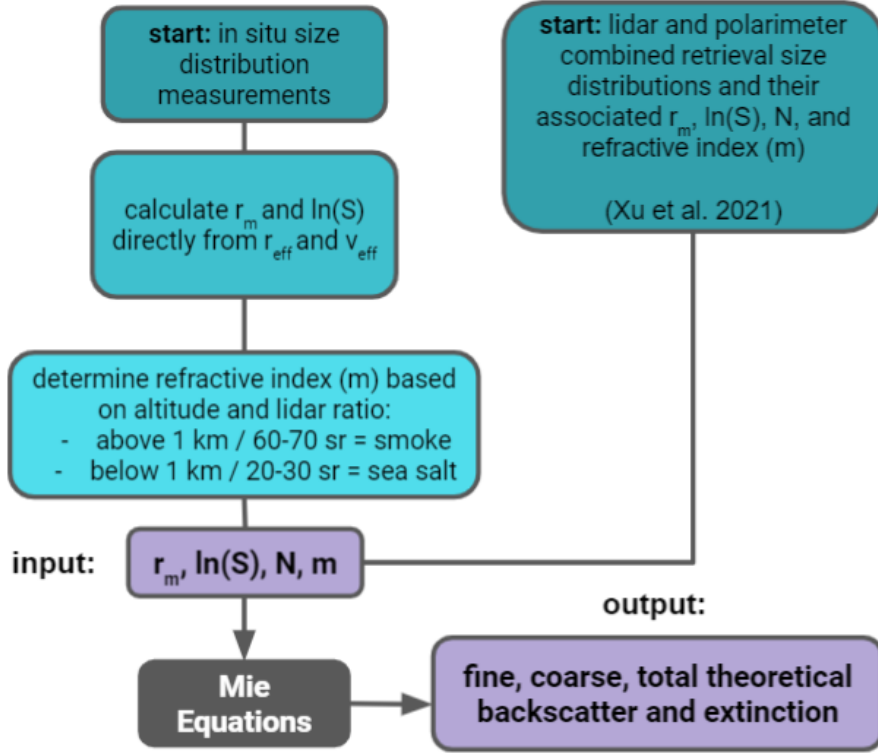 start: in situ size
distribution
measurements
start: lidar and polarimeter
combined retrieval size
distributions and their
associated rₘ, ln(S), N, and
refractive index (m)
(Xu et al. 2021)
calculate rₘ and ln(S)
directly from r_eff and v_eff
determine refractive index (m) based
on altitude and lidar ratio:
- above 1 km / 60-70 sr = smoke
- below 1 km / 20-30 sr = sea salt
input:
rₘ, ln(S), N, m
output:
Mie
Equations
fine, coarse, total theoretical
backscatter and extinction